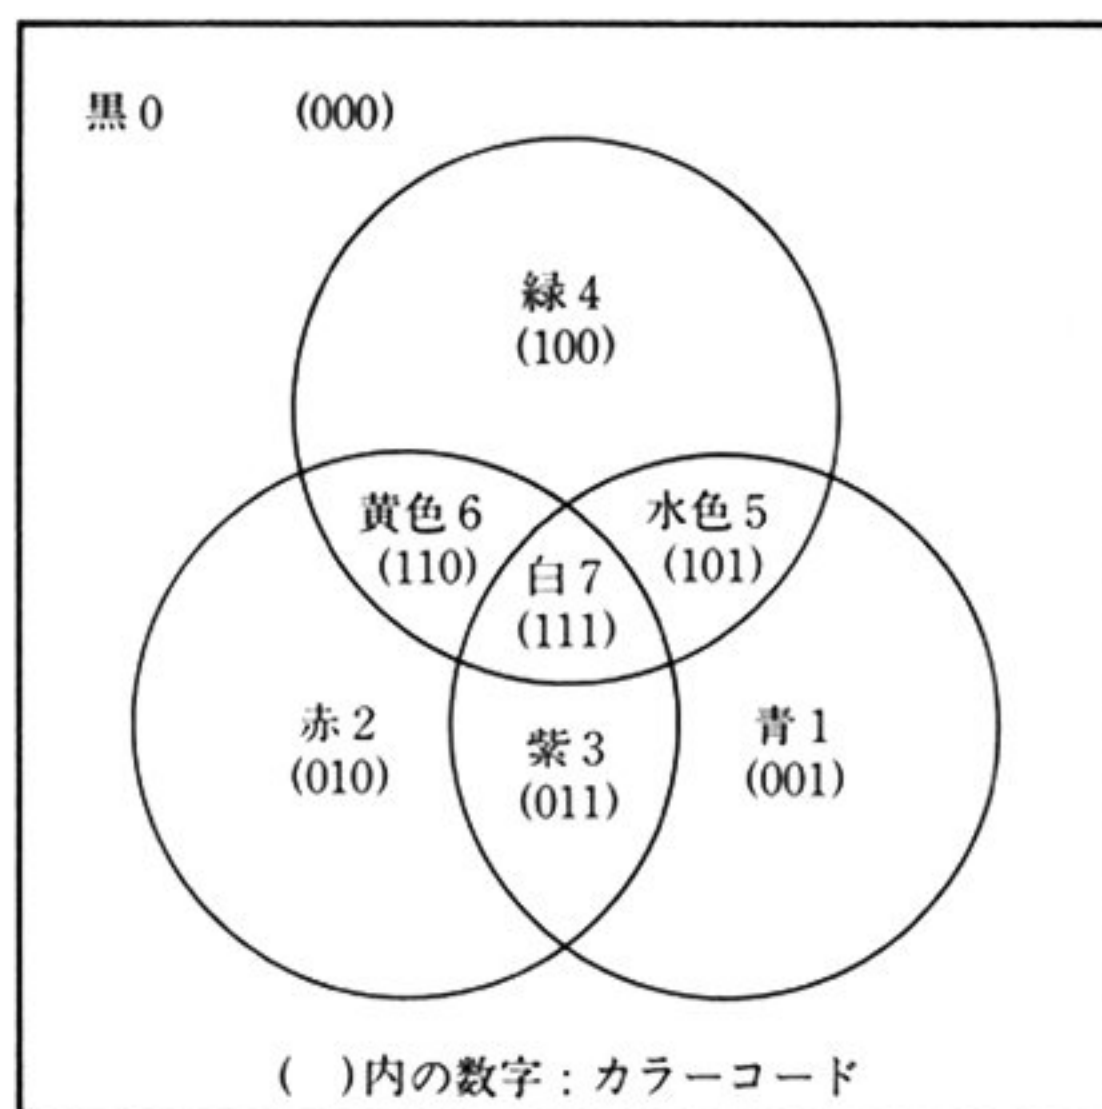 黒0 (000)
緑4
(100)
黄色6 水色5
(110) (101)
白7
(111)
赤2 紫3 青1
(010) (011) (001)
( )内の数字：カラーコード